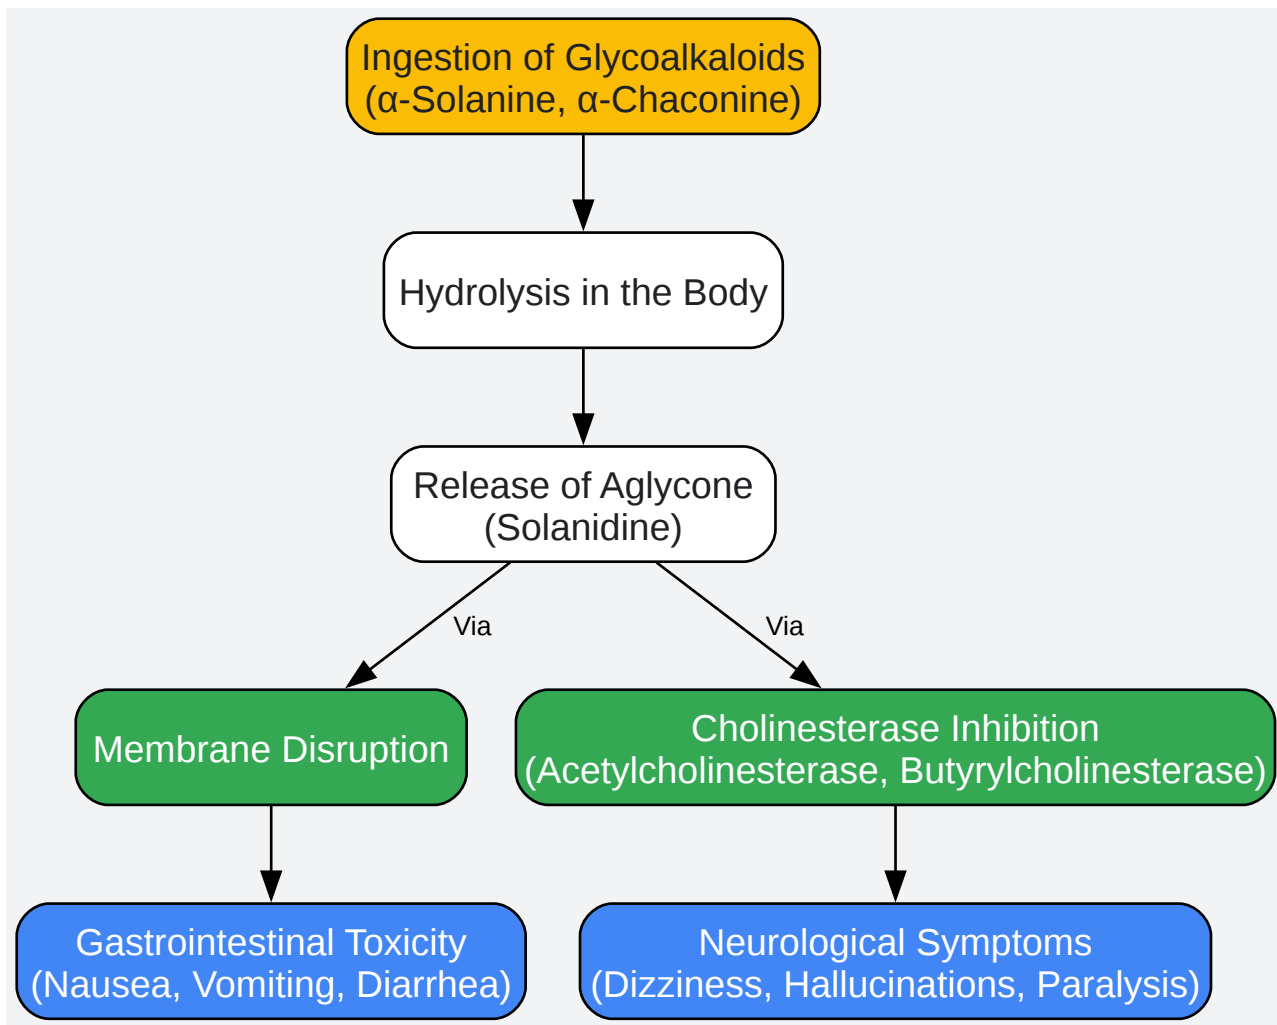 Ingestion of Glycoalkaloids
(α-Solanine, α-Chaconine)
Hydrolysis in the Body
Release of Aglycone
(Solanidine)
Via
Via
Membrane Disruption
Cholinesterase Inhibition
(Acetylcholinesterase, Butyrylcholinesterase)
Gastrointestinal Toxicity
(Nausea, Vomiting, Diarrhea)
Neurological Symptoms
(Dizziness, Hallucinations, Paralysis)